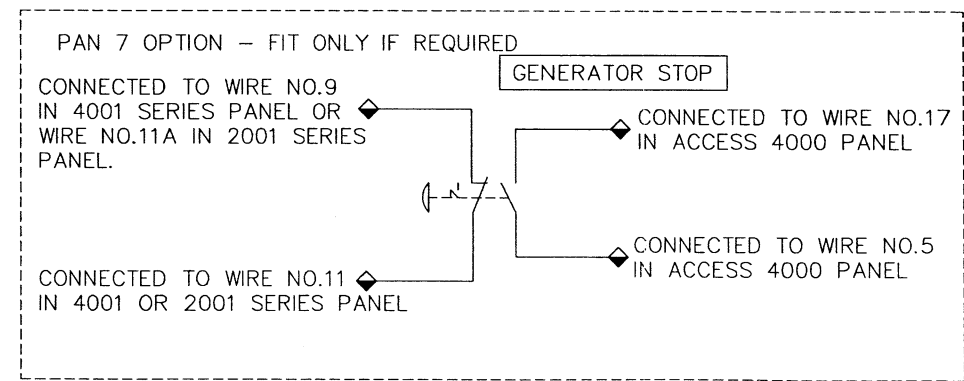 PAN 7 OPTION – FIT ONLY IF REQUIRED
GENERATOR STOP
CONNECTED TO WIRE NO.9
IN 4001 SERIES PANEL OR
WIRE NO.11A IN 2001 SERIES
PANEL.
CONNECTED TO WIRE NO.17
IN ACCESS 4000 PANEL
CONNECTED TO WIRE NO.5
IN ACCESS 4000 PANEL
CONNECTED TO WIRE NO.11
IN 4001 OR 2001 SERIES PANEL